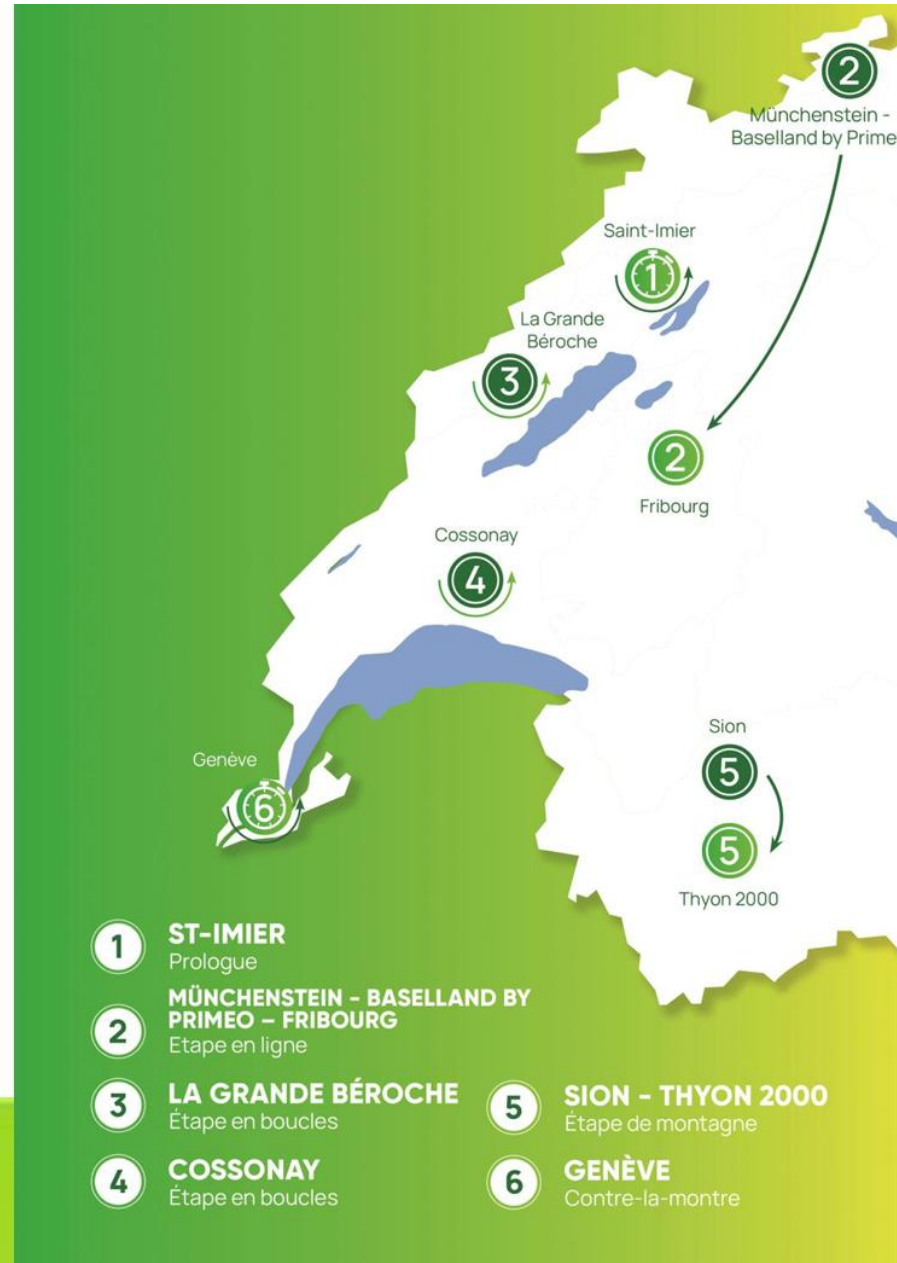 2
Münchenstein -
Baselland by Prime
Saint-Imier
1
La Grande
Béroche
3
2
Fribourg
Cossonay
4
Sion
5
Genève
6
5
Thyon 2000
1 ST-IMIER
Prologue
2 MÜNCHENSTEIN - BASELLAND BY
PRIMEO – FRIBOURG
Etape en ligne
3 LA GRANDE BÉROCHE
Étape en boucles
4 COSSONAY
Étape en boucles
5 SION - THYON 2000
Étape de montagne
6 GENÈVE
Contre-la-montre